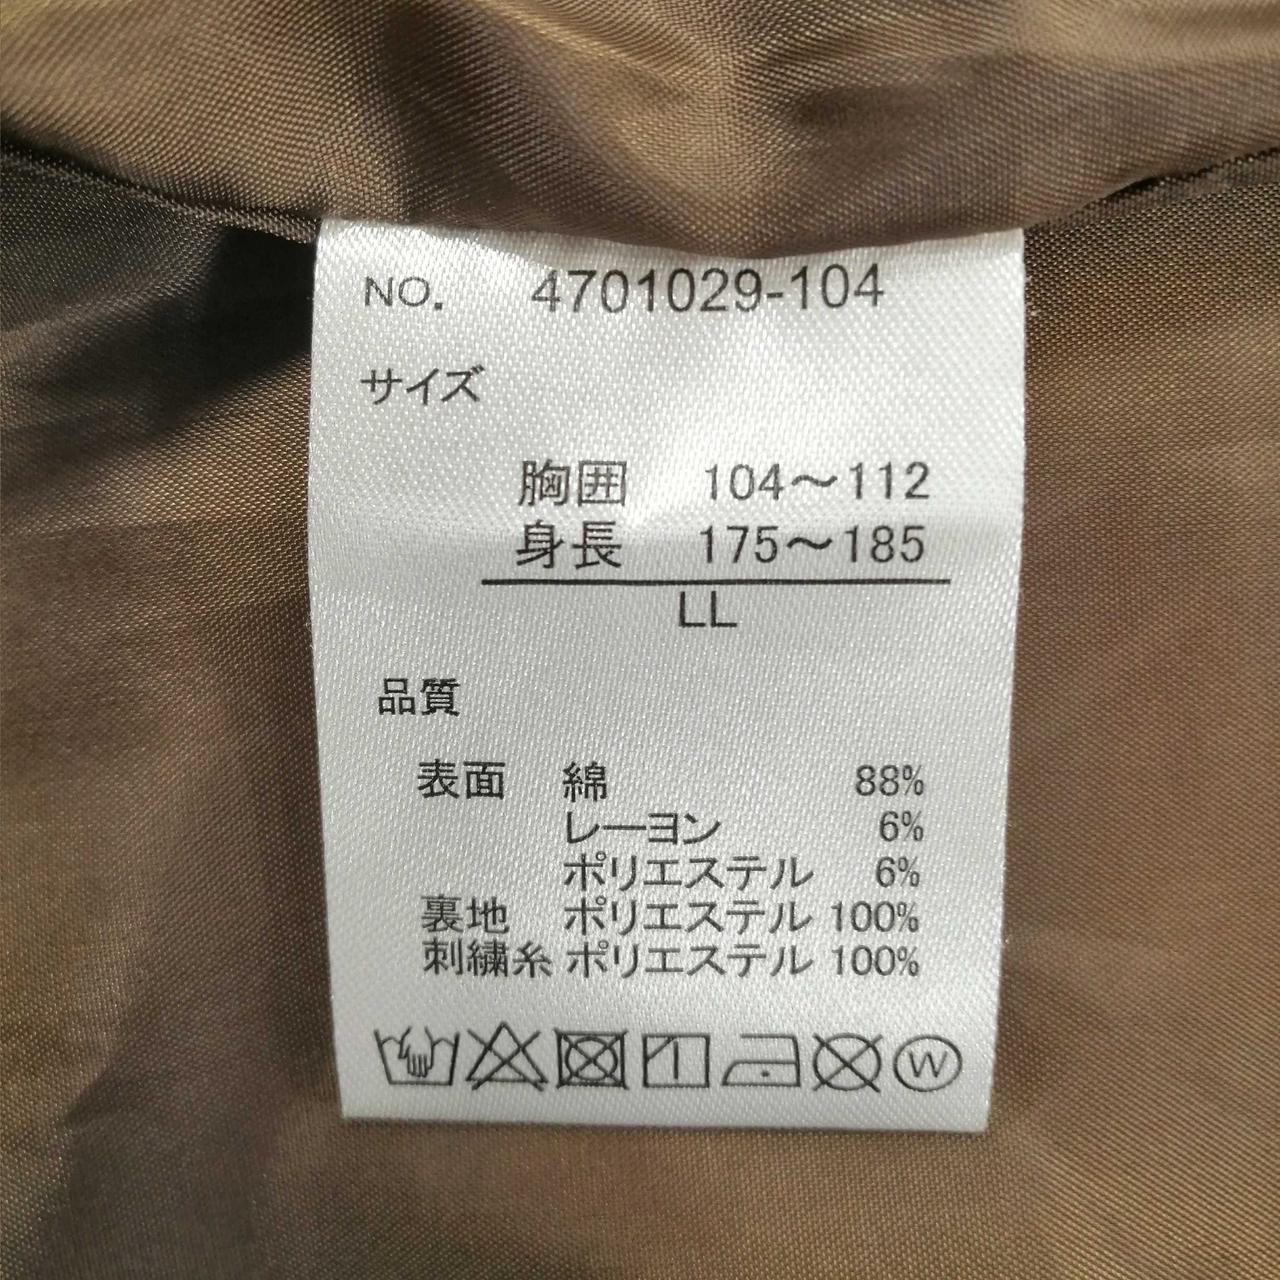 NO. 4701029-104
サイズ
胸囲 104～112
身長 175～185
LL
品質
表面 綿 88%
レーヨン 6%
ポリエステル 6%
裏地 ポリエステル 100%
刺繍糸 ポリエステル 100%
W